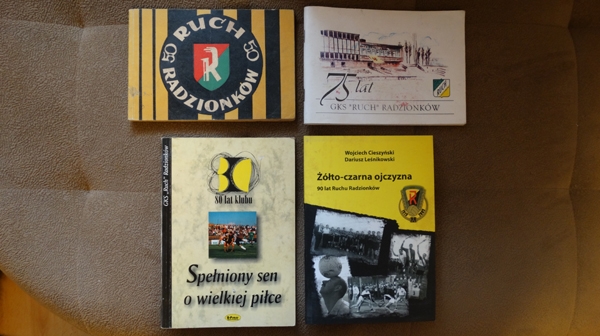 50 RUCH 50
RADZIONKÓW
75 lat
GKS "RUCH" RADZIONKÓW
GKS „Ruch" Radzionków
80
80 lat klubu
Spełniony sen
o wielkiej piłce
Wojciech Cieszyński
Dariusz Leśnikowski
Żółto-czarna ojczyzna
90 lat Ruchu Radzionków